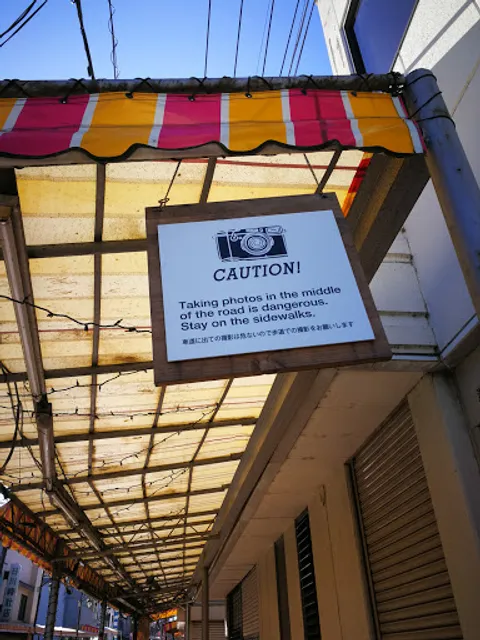 CAUTION!
Taking photos in the middle
of the road is dangerous.
Stay on the sidewalks.
車道に出ての撮影は危ないので歩道での撮影をお願いします